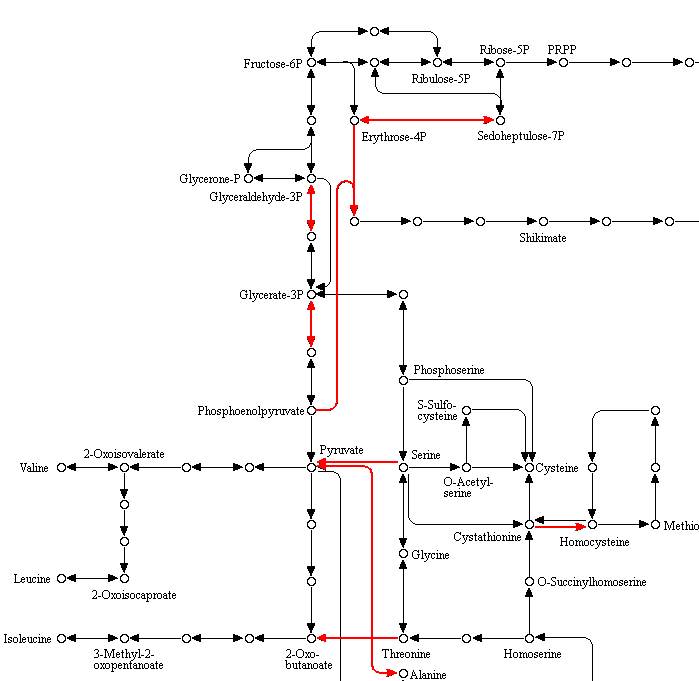 Fructose-6P
Ribose-5P
PRPP
Ribulose-5P
Erythrose-4P
Sedoheptulose-7P
Glycerone-P
Glyceraldehyde-3P
Shikimate
Glycerate-3P
Phosphoserine
Phosphoenolpyruvate
S-Sulfo-
cysteine
Pyruvate
2-Oxoisovalerate
Valine
Serine
Cysteine
O-Acetyl-
serine
Cystathionine
Homocysteine
Methio
Glycine
Leucine
2-Oxoisocaproate
O-Succinylhomoserine
Isoleucine
3-Methyl-2-
oxopentanoate
2-Oxo-
butanoate
Threonine
Homoserine
Alanine